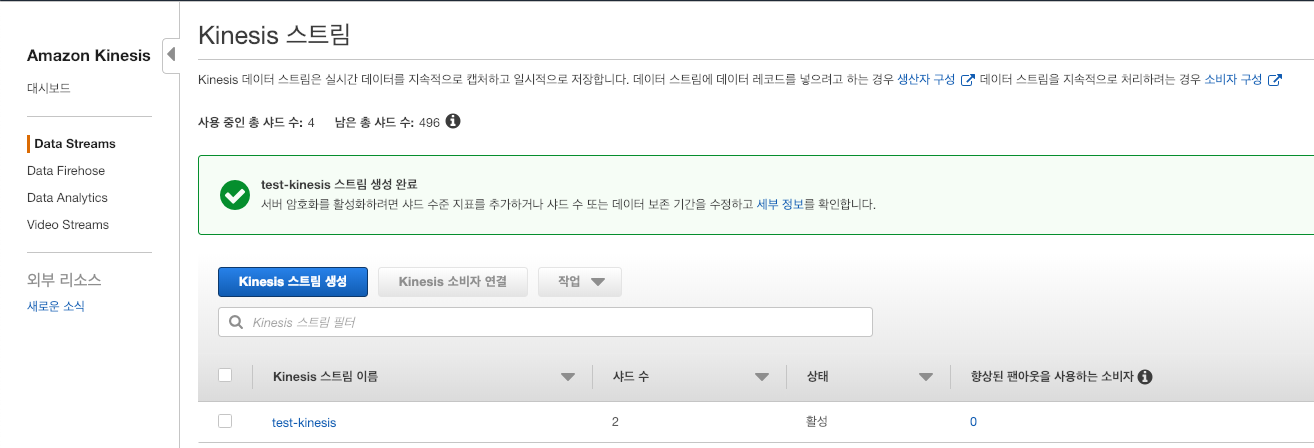 Amazon Kinesis
대시보드
Data Streams
Data Firehose
Data Analytics
Video Streams
외부 리소스
새로운 소식
Kinesis 스트림
Kinesis 데이터 스트림은 실시간 데이터를 지속적으로 캡처하고 일시적으로 저장합니다. 데이터 스트림에 데이터 레코드를 넣으려고 하는 경우 생산자 구성 데이터 스트림을 지속적으로 처리하려는 경우 소비자 구성
사용 중인 총 샤드 수: 4 남은 총 샤드 수: 496
test-kinesis 스트림 생성 완료
서버 암호화를 활성화하려면 샤드 수준 지표를 추가하거나 샤드 수 또는 데이터 보존 기간을 수정하고 세부 정보를 확인합니다.
Kinesis 스트림 생성 Kinesis 소비자 연결 작업
Kinesis 스트림 필터
Kinesis 스트림 이름 샤드 수 상태 향상된 팬아웃을 사용하는 소비자
test-kinesis 2 활성 0